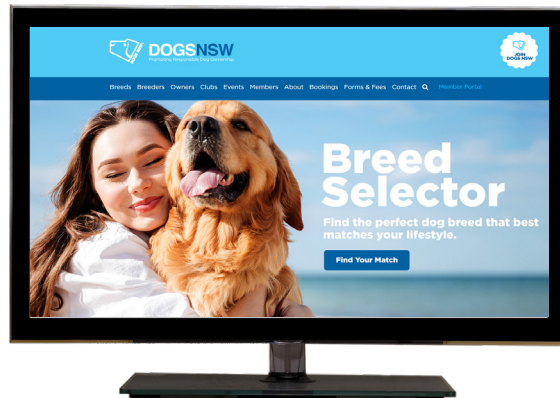 DOGSNSW
Promoting Responsible Dog Ownership
JOIN
DOGS NSW
Breeds Breeders Owners Clubs Events Members About Bookings Forms & Fees Contact Member Portal
Breed
Selector
Find the perfect dog breed that best
matches your lifestyle.
Find Your Match